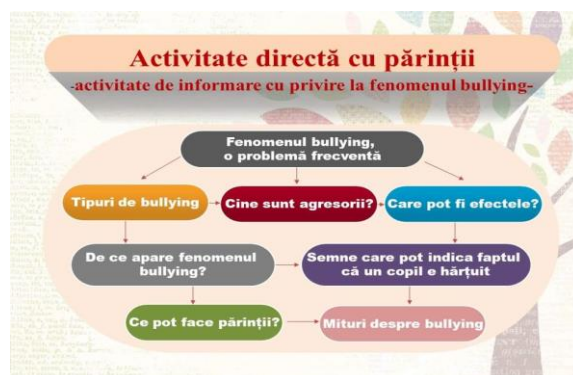 Activitate directă cu părinții
-activitate de informare cu privire la fenomenul bullying-
Fenomenul bullying,
o problemă frecventă
Tipuri de bullying
Cine sunt agresorii?
Care pot fi efectele?
De ce apare fenomenul
bullying?
Semne care pot indica faptul
că un copil e hărțuit
Ce pot face părinții?
Mituri despre bullying